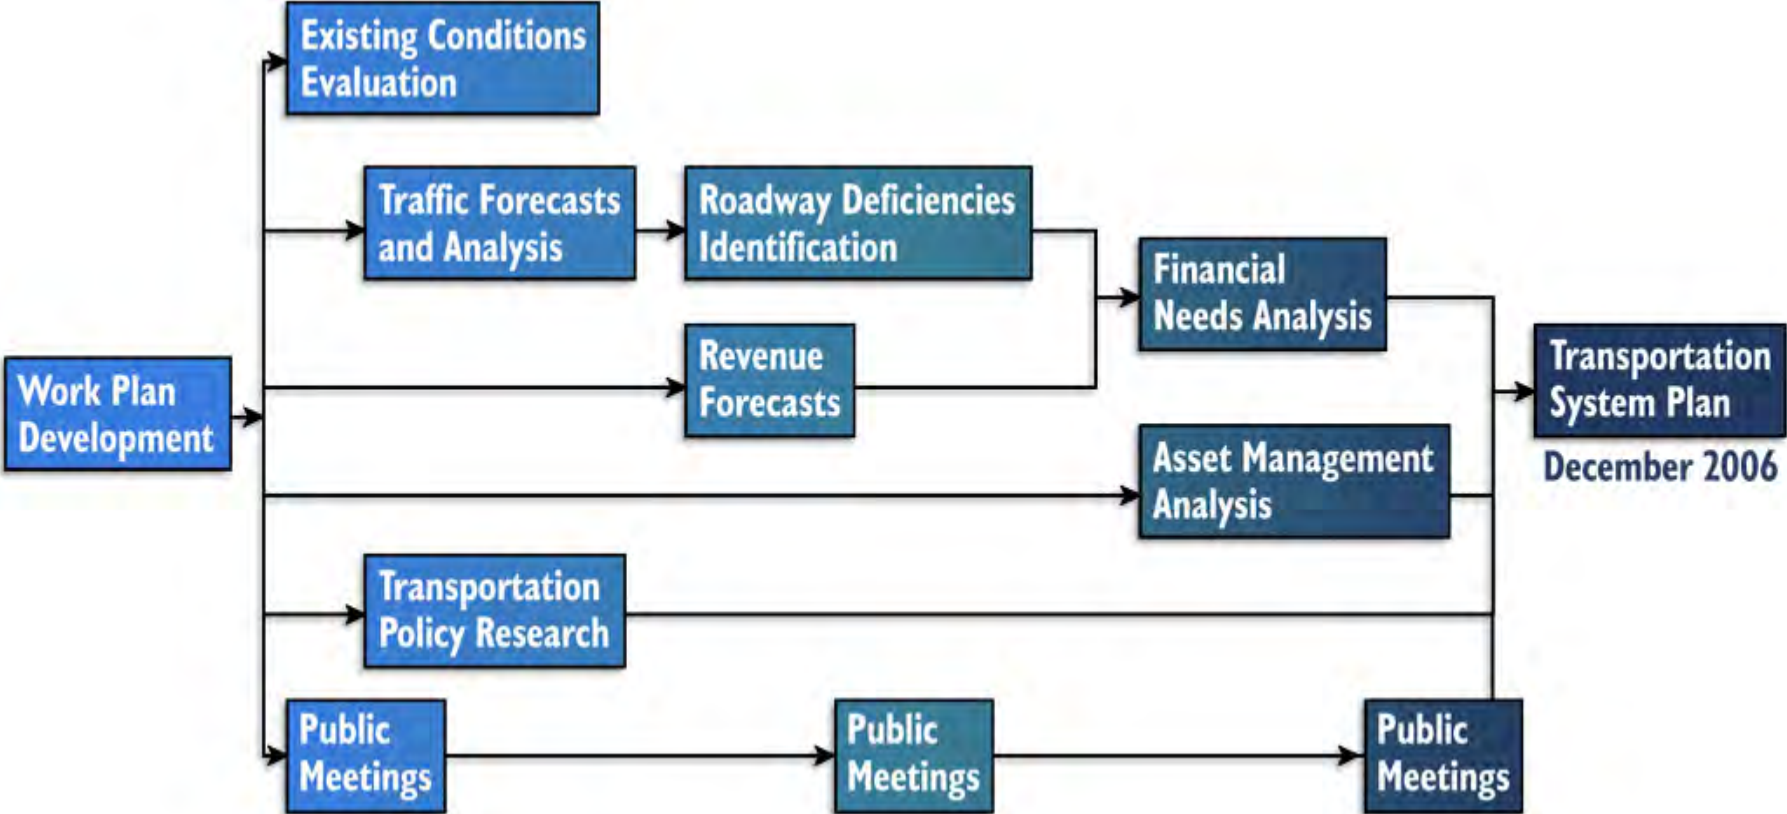 Existing Conditions
Evaluation
Traffic Forecasts
and Analysis
Roadway Deficiencies
Identification
Financial
Needs Analysis
Revenue
Forecasts
Transportation
System Plan
December 2006
Work Plan
Development
Asset Management
Analysis
Transportation
Policy Research
Public
Meetings
Public
Meetings
Public
Meetings